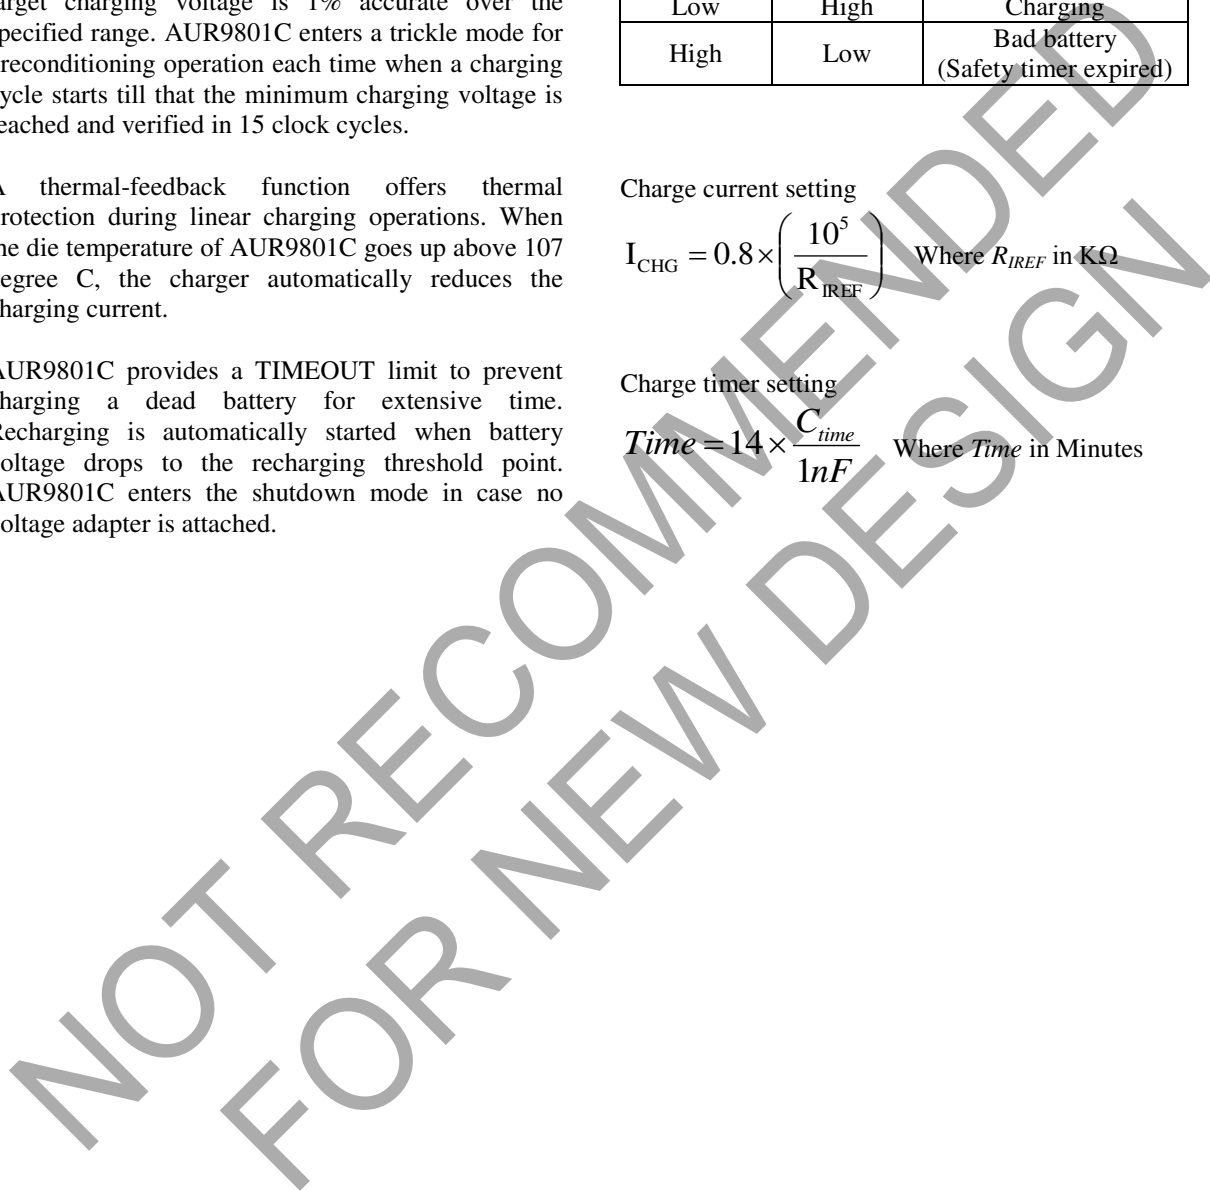 target charging voltage is 1% accurate over the
specified range. AUR9801C enters a trickle mode for
preconditioning operation each time when a charging
cycle starts till that the minimum charging voltage is
reached and verified in 15 clock cycles.
A thermal-feedback function offers thermal
protection during linear charging operations. When
the die temperature of AUR9801C goes up above 107
degree C, the charger automatically reduces the
charging current.
AUR9801C provides a TIMEOUT limit to prevent
charging a dead battery for extensive time.
Recharging is automatically started when battery
voltage drops to the recharging threshold point.
AUR9801C enters the shutdown mode in case no
voltage adapter is attached.
Low High Charging
High Low Bad battery
(Safety timer expired)
Charge current setting
I_CHG = 0.8 × (10^5 / R_IREF) Where R_IREF in KΩ
Charge timer setting
Time = 14 × C_time / 1nF Where Time in Minutes
NOT RECOMMENDED
FOR NEW DESIGN